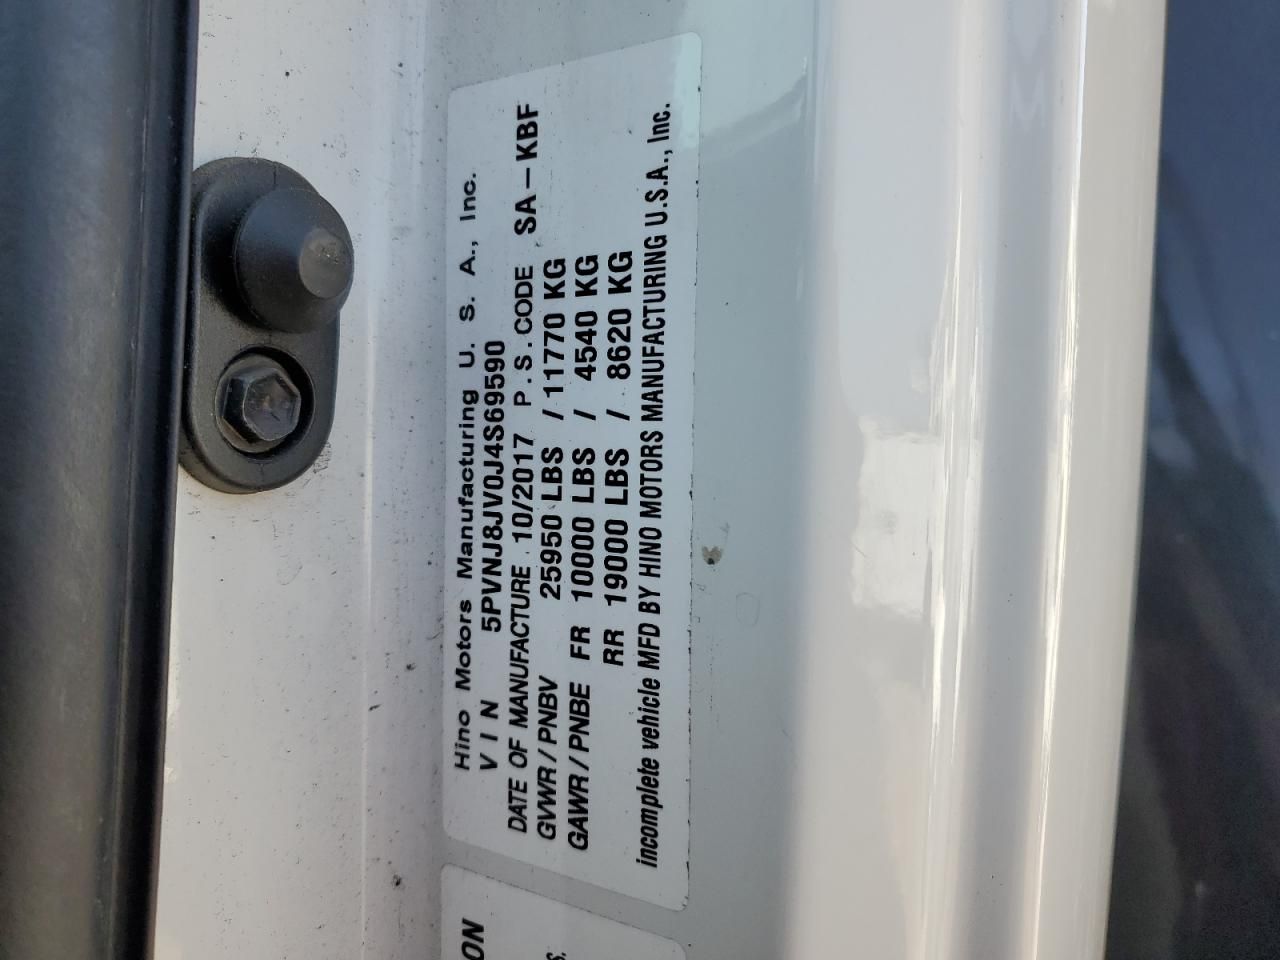 Hino Motors Manufacturing U. S. A., Inc.
VIN 5PVNJ8JV0J4S69590
DATE OF MANUFACTURE 10/2017 P.S.CODE SA-KBF
GVWR/PNBV 25950 LBS / 11770 KG
GAWR/PNBE FR 10000 LBS / 4540 KG
RR 19000 LBS / 8620 KG
incomplete vehicle MFD BY HINO MOTORS MANUFACTURING U.S.A., Inc.
ON
s.